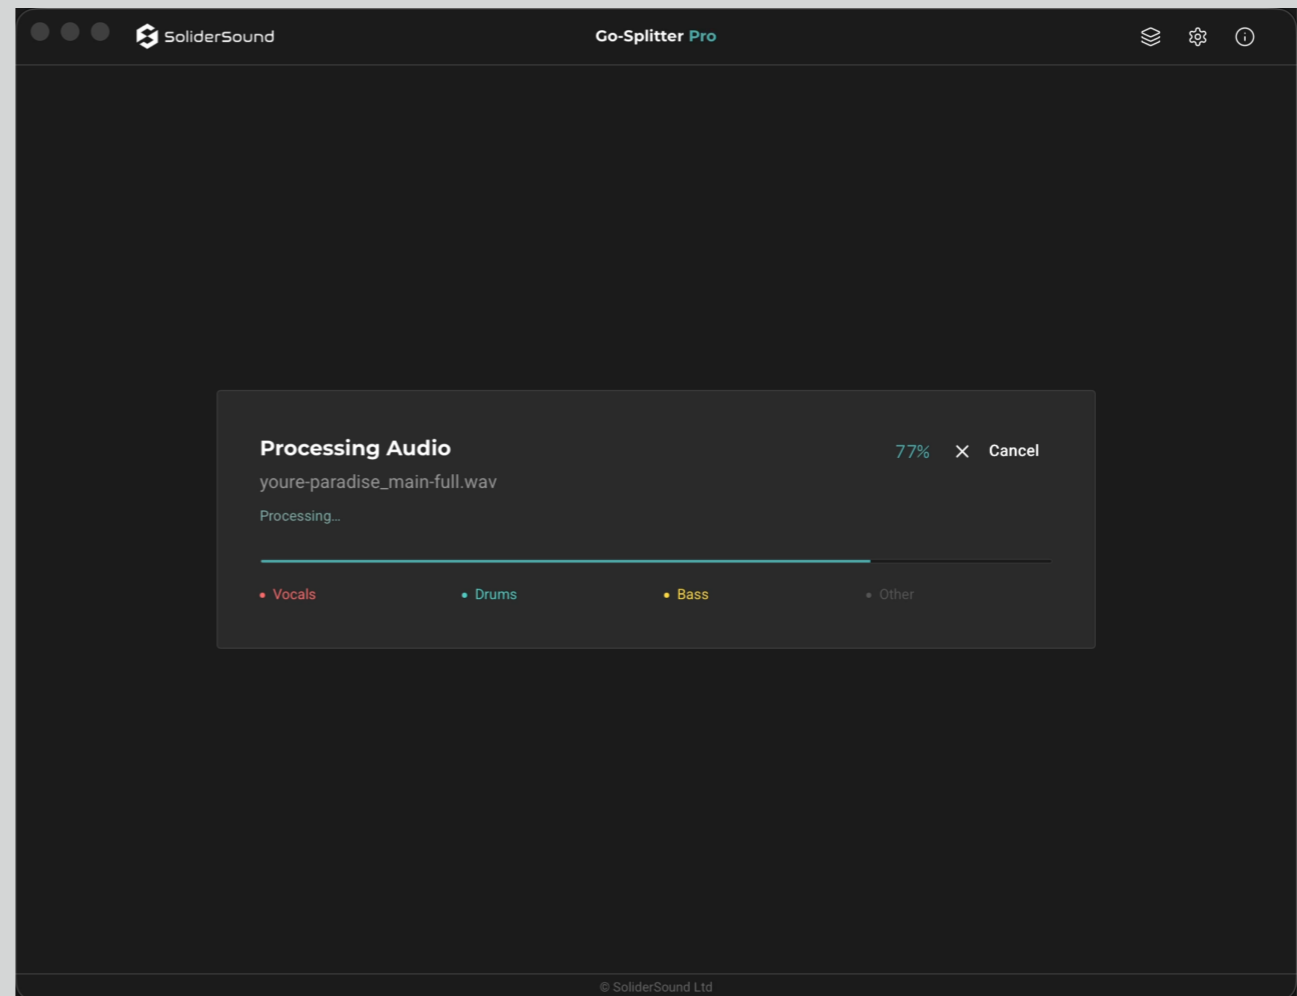 SoliderSound
Go-Splitter Pro
Processing Audio
77%
Cancel
youre-paradise_main-full.wav
Processing...
Vocals
Drums
Bass
Other
© SoliderSound Ltd